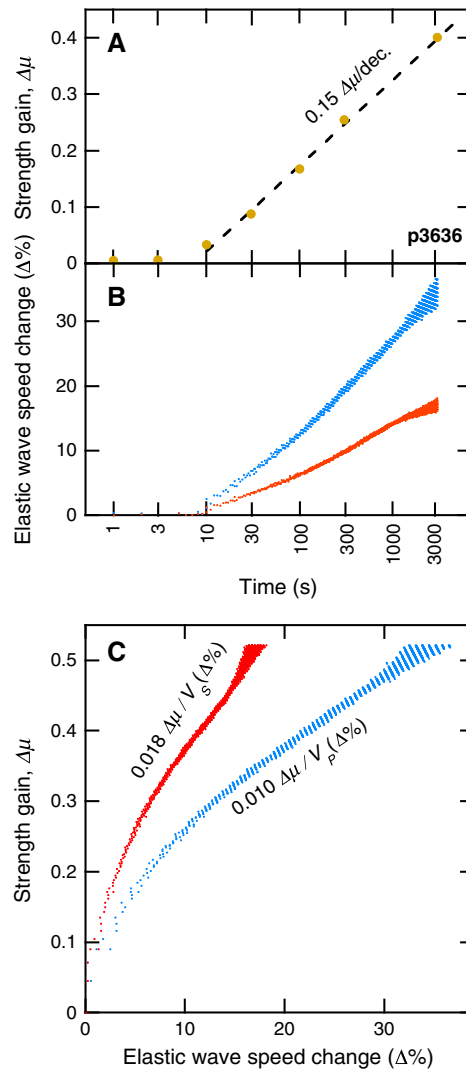 A
0.4
0.3
0.2
0.1
0
Strength gain, Δμ
0.15 Δμ/dec.
p3636
B
30
20
10
0
Elastic wave speed change (Δ%)
1
3
10
30
100
300
1000
3000
Time (s)
C
0.5
0.4
0.3
0.2
0.1
0
Strength gain, Δμ
0.018 Δμ / VS(Δ%)
0.010 Δμ / VP(Δ%)
0
10
20
30
Elastic wave speed change (Δ%)